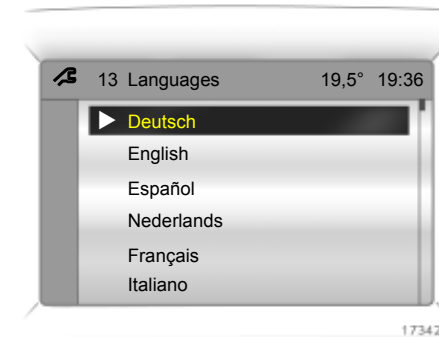 13 Languages 19,5° 19:36
Deutsch
English
Español
Nederlands
Français
Italiano
17342